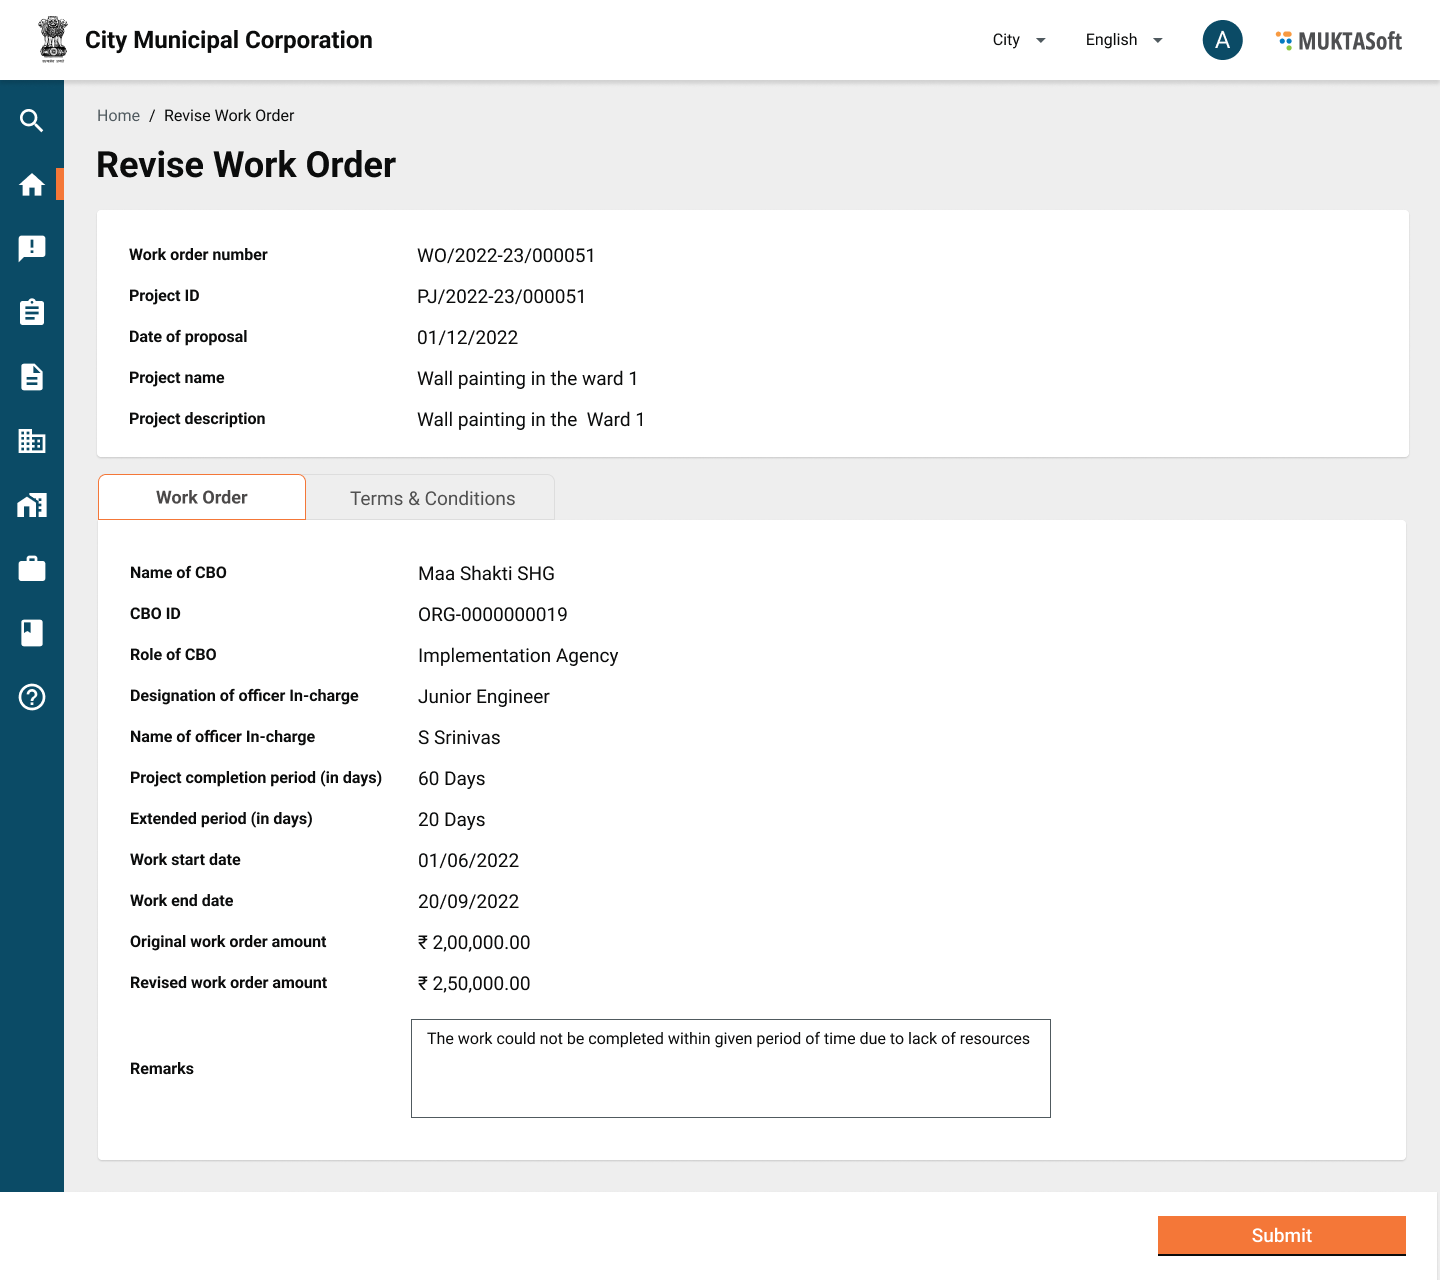 City Municipal Corporation
City
English
A
MUKTASoft
Home / Revise Work Order
Revise Work Order
Work order number WO/2022-23/000051
Project ID PJ/2022-23/000051
Date of proposal 01/12/2022
Project name Wall painting in the ward 1
Project description Wall painting in the  Ward 1
Work Order
Terms & Conditions
Name of CBO Maa Shakti SHG
CBO ID ORG-0000000019
Role of CBO Implementation Agency
Designation of officer In-charge Junior Engineer
Name of officer In-charge S Srinivas
Project completion period (in days) 60 Days
Extended period (in days) 20 Days
Work start date 01/06/2022
Work end date 20/09/2022
Original work order amount ₹ 2,00,000.00
Revised work order amount ₹ 2,50,000.00
The work could not be completed within given period of time due to lack of resources
Remarks
Submit